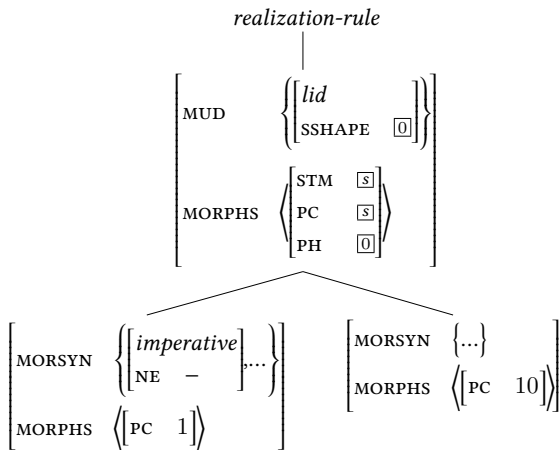 realization-rule
MUD {[lid
SSHAPE 0]}
MORPHS ⟨[STM s
PC s
PH 0]⟩
MORSYN {[imperative
NE –],...}
MORPHS ⟨[PC 1]⟩
MORSYN {...}
MORPHS ⟨[PC 10]⟩